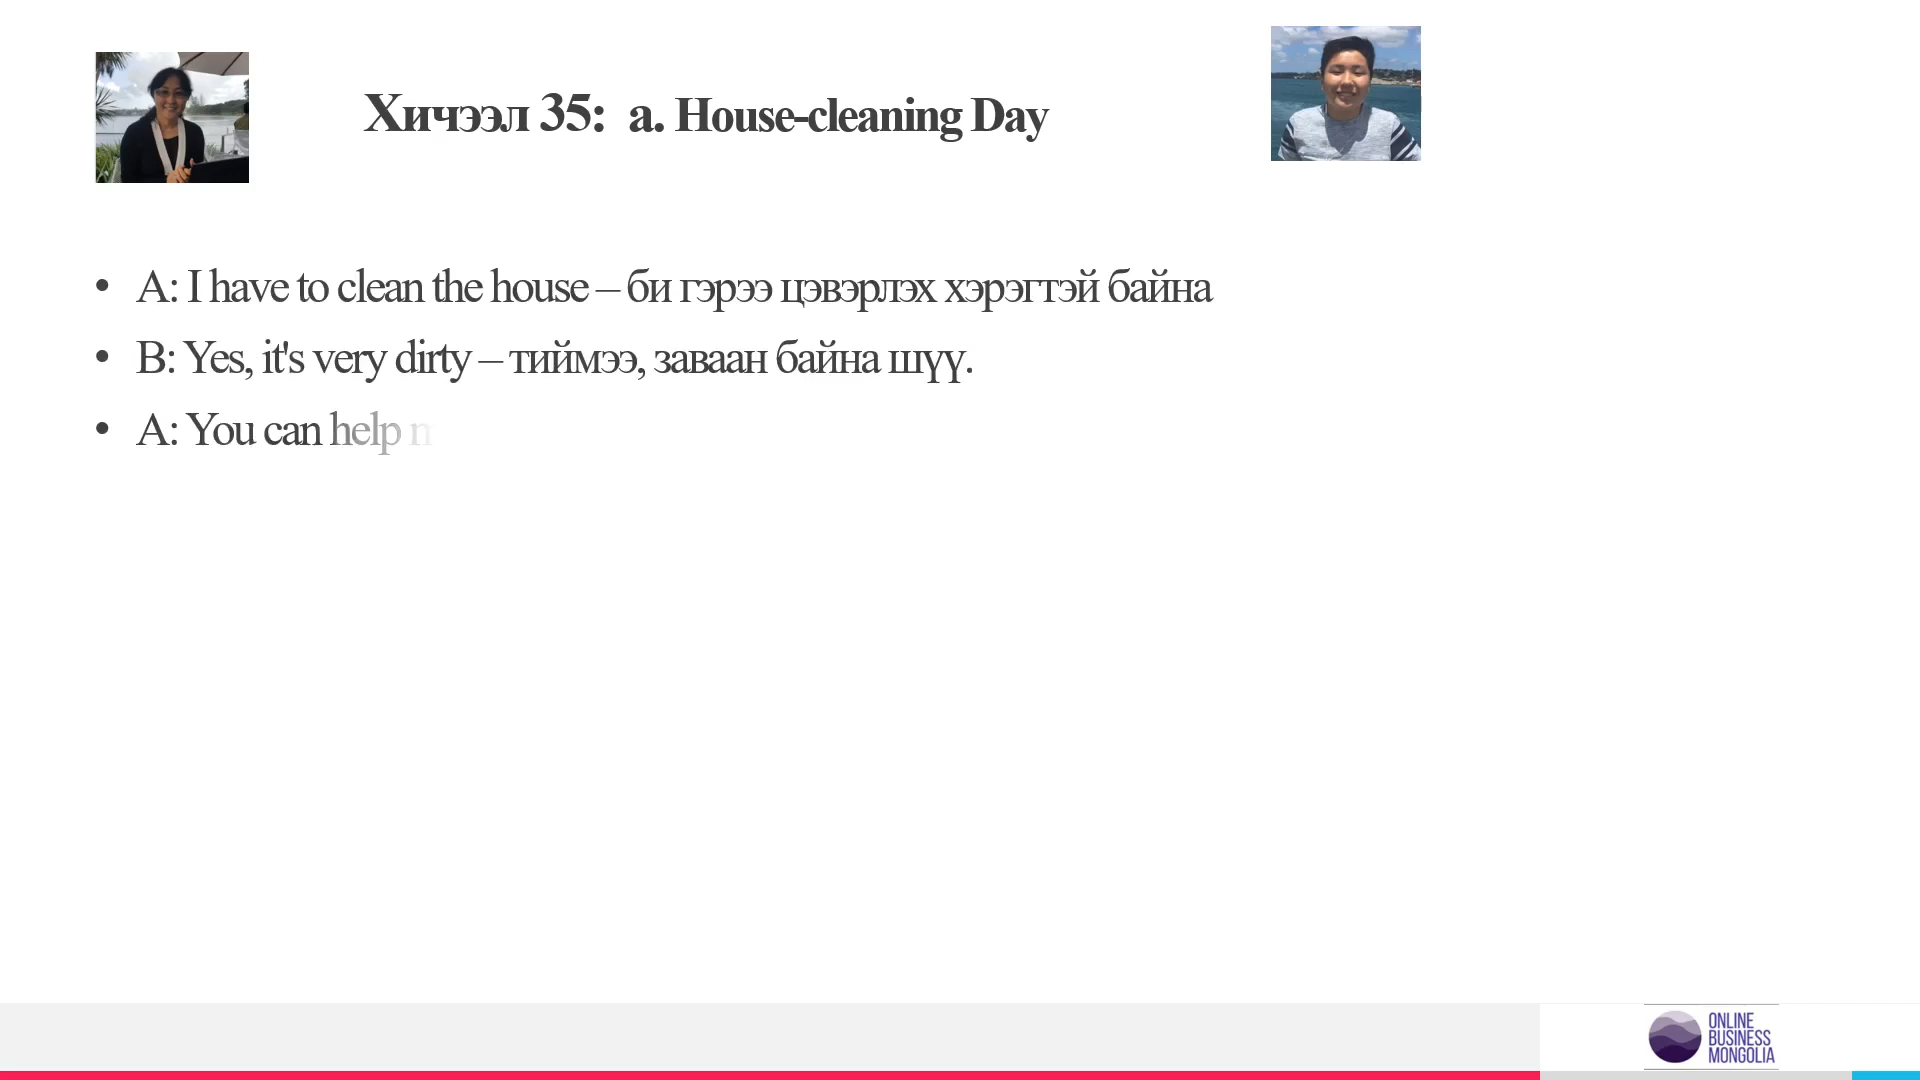 Хичээл 35: a. House-cleaning Day
• A: I have to clean the house – би гэрээ цэвэрлэх хэрэгтэй байна
• B: Yes, it's very dirty – тиймээ, заваан байна шүү.
• A: You can help
ONLINE
BUSINESS
MONGOLIA